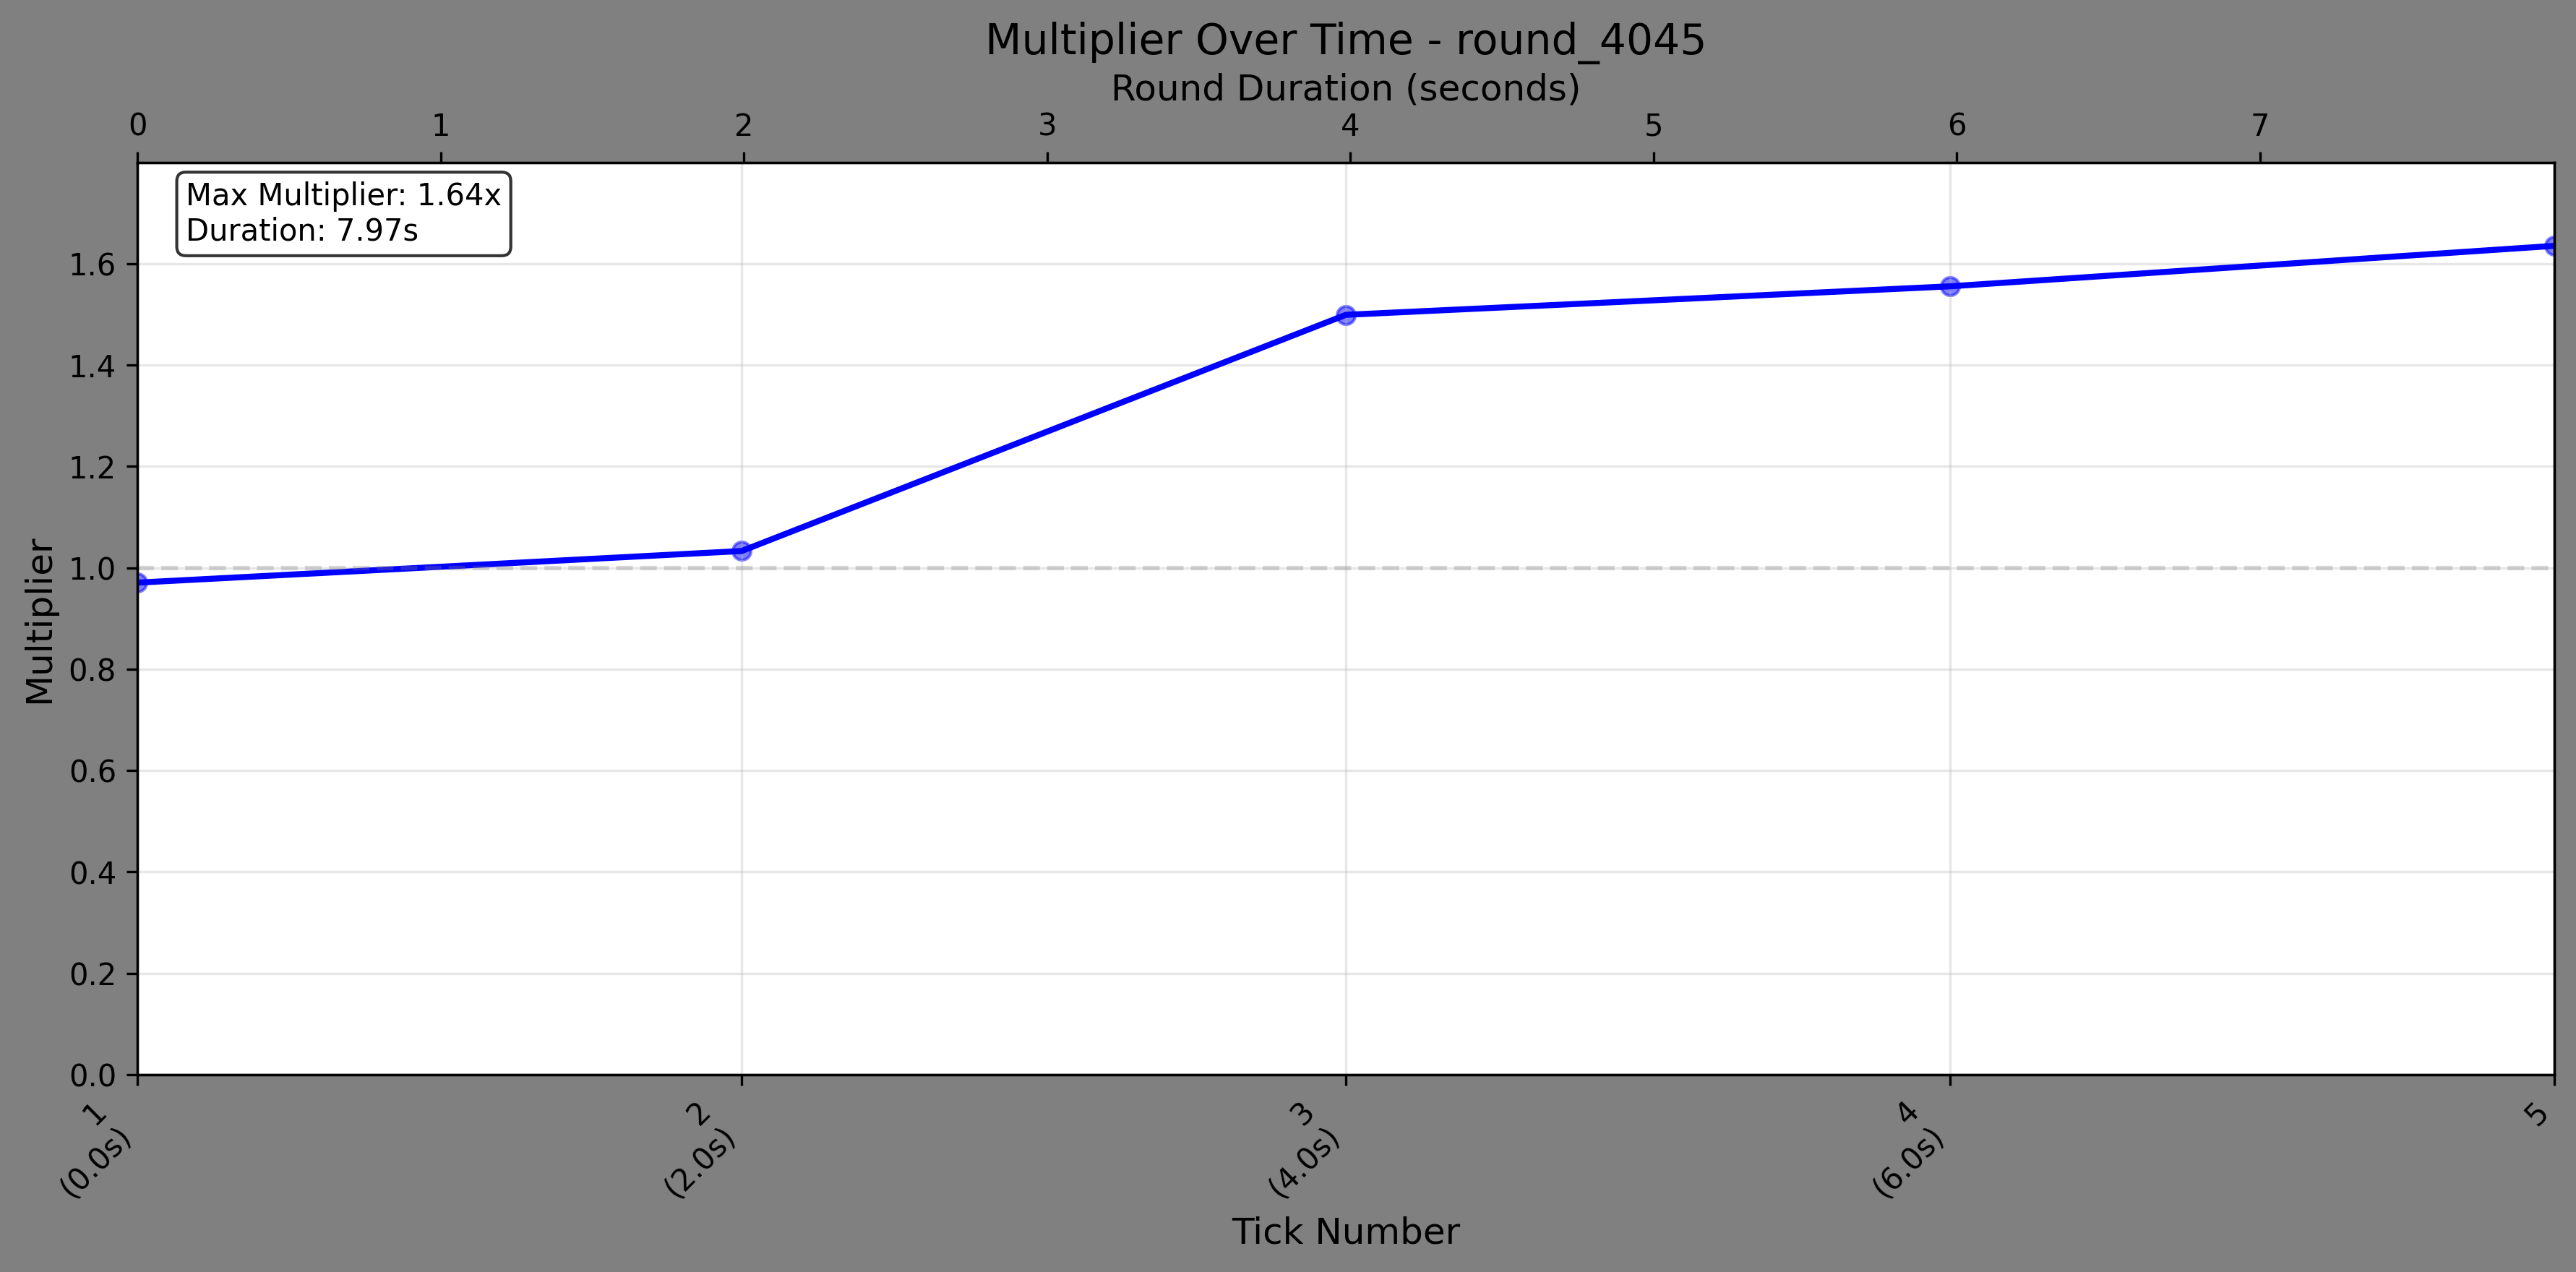 Multiplier Over Time - round_4045
Round Duration (seconds)
0 1 2 3 4 5 6 7
Max Multiplier: 1.64x
Duration: 7.97s
Multiplier
1.6
1.4
1.2
1.0
0.8
0.6
0.4
0.2
0.0
1
(0.0s)
2
(2.0s)
3
(4.0s)
4
(6.0s)
5
Tick Number